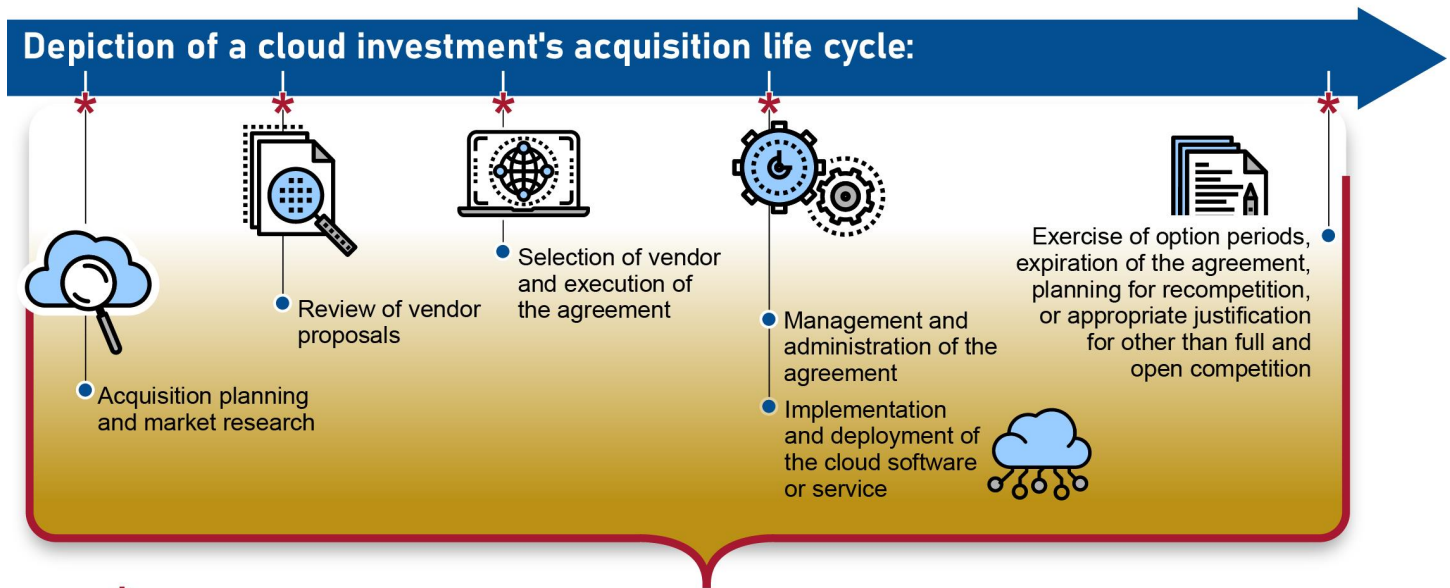 Depiction of a cloud investment's acquisition life cycle:
* * * * *
Acquisition planning
and market research
Review of vendor
proposals
Selection of vendor
and execution of
the agreement
Management and
administration of the
agreement
Implementation
and deployment of
the cloud software
or service
Exercise of option periods,
expiration of the agreement,
planning for recompetition,
or appropriate justification
for other than full and
open competition